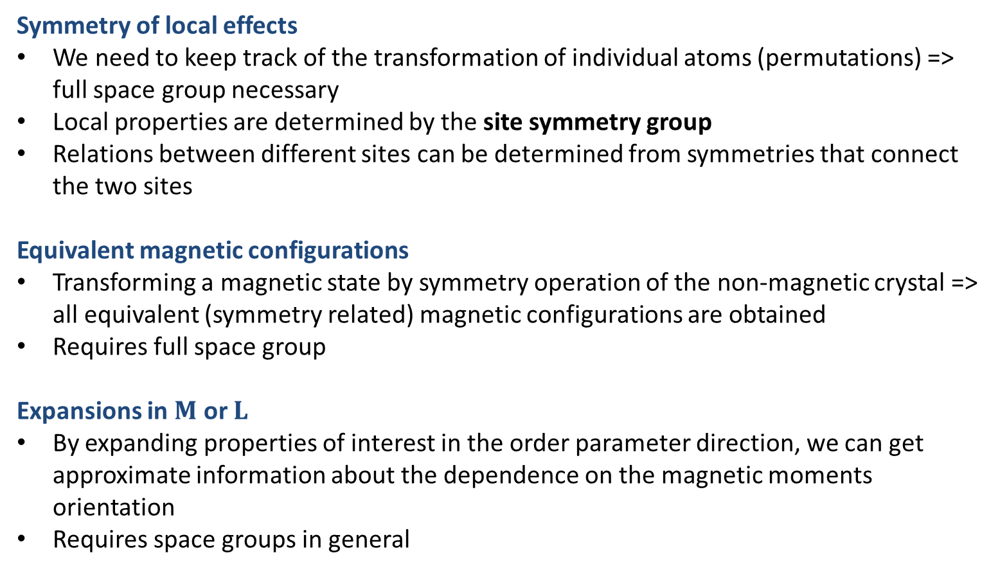 Symmetry of local effects
• We need to keep track of the transformation of individual atoms (permutations) =>
full space group necessary
• Local properties are determined by the site symmetry group
• Relations between different sites can be determined from symmetries that connect
the two sites
Equivalent magnetic configurations
• Transforming a magnetic state by symmetry operation of the non-magnetic crystal =>
all equivalent (symmetry related) magnetic configurations are obtained
• Requires full space group
Expansions in M or L
• By expanding properties of interest in the order parameter direction, we can get
approximate information about the dependence on the magnetic moments
orientation
• Requires space groups in general